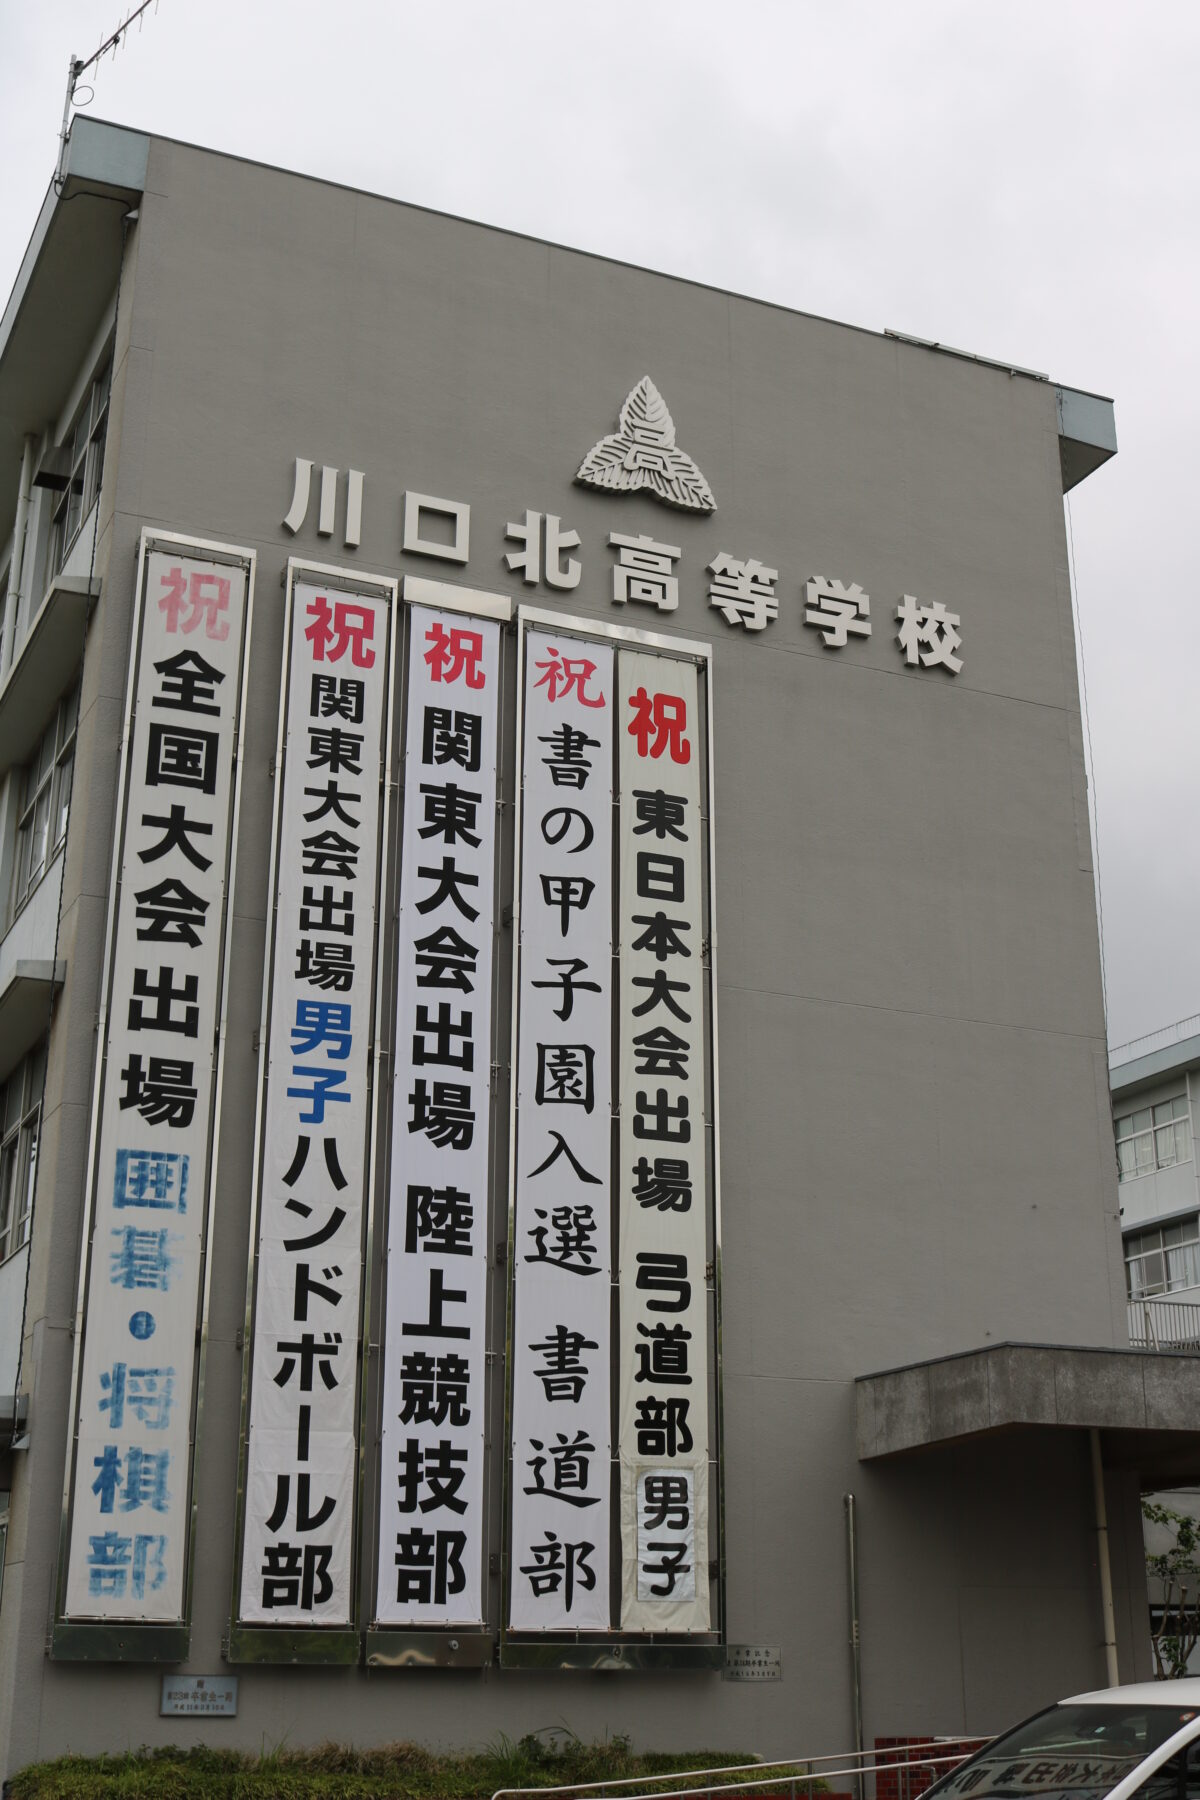 高
川口北高等学校
祝 東日本大会出場 弓道部 男子
祝 書の甲子園入選 書道部
祝 関東大会出場 陸上競技部
祝 関東大会出場男子ハンドボール部
祝 全国大会出場 囲碁・将棋部